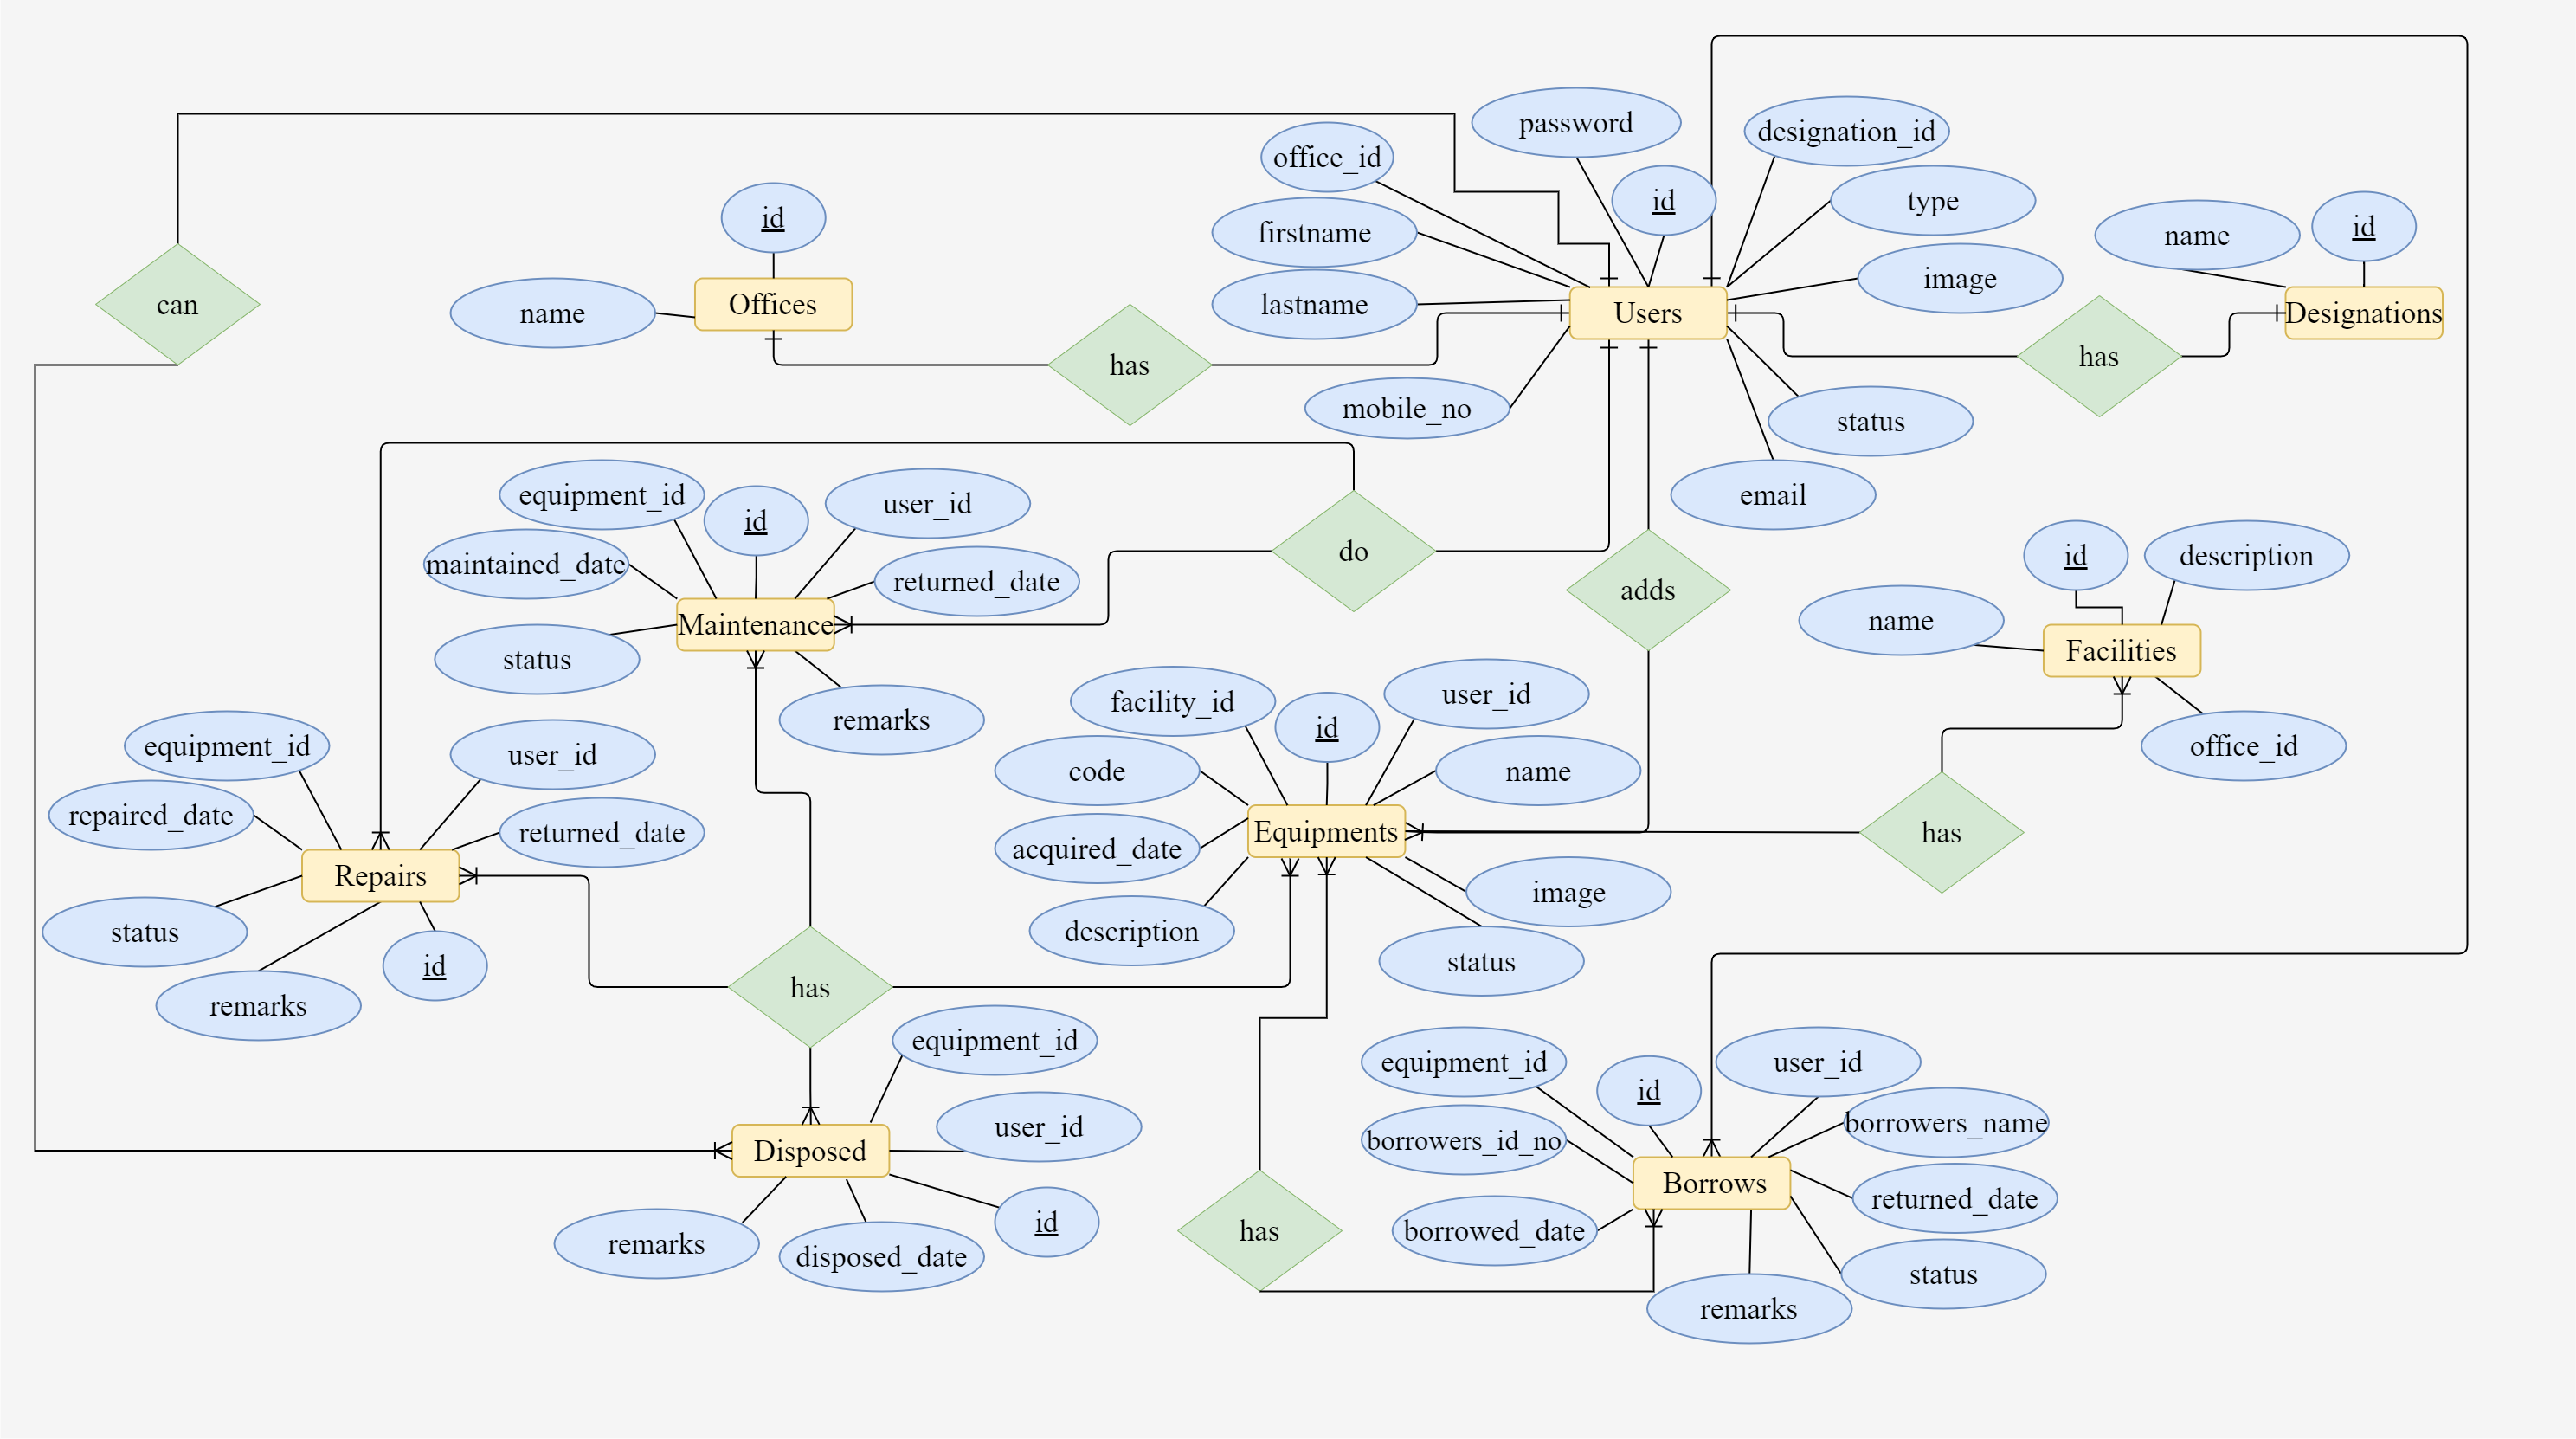 password
designation_id
office_id
type
id
id
firstname
id
name
image
lastname
can
Offices
name
Users
Designations
has
has
mobile_no
status
equipment_id
user_id
email
id
do
id
description
maintained_date
returned_date
adds
name
Maintenance
Facilities
status
facility_id
user_id
remarks
id
equipment_id
user_id
office_id
code
name
repaired_date
returned_date
Equipments
has
acquired_date
Repairs
image
status
description
id
status
has
remarks
equipment_id
equipment_id
id
user_id
user_id
borrowers_name
borrowers_id_no
Disposed
Borrows
returned_date
id
has
borrowed_date
remarks
disposed_date
status
remarks